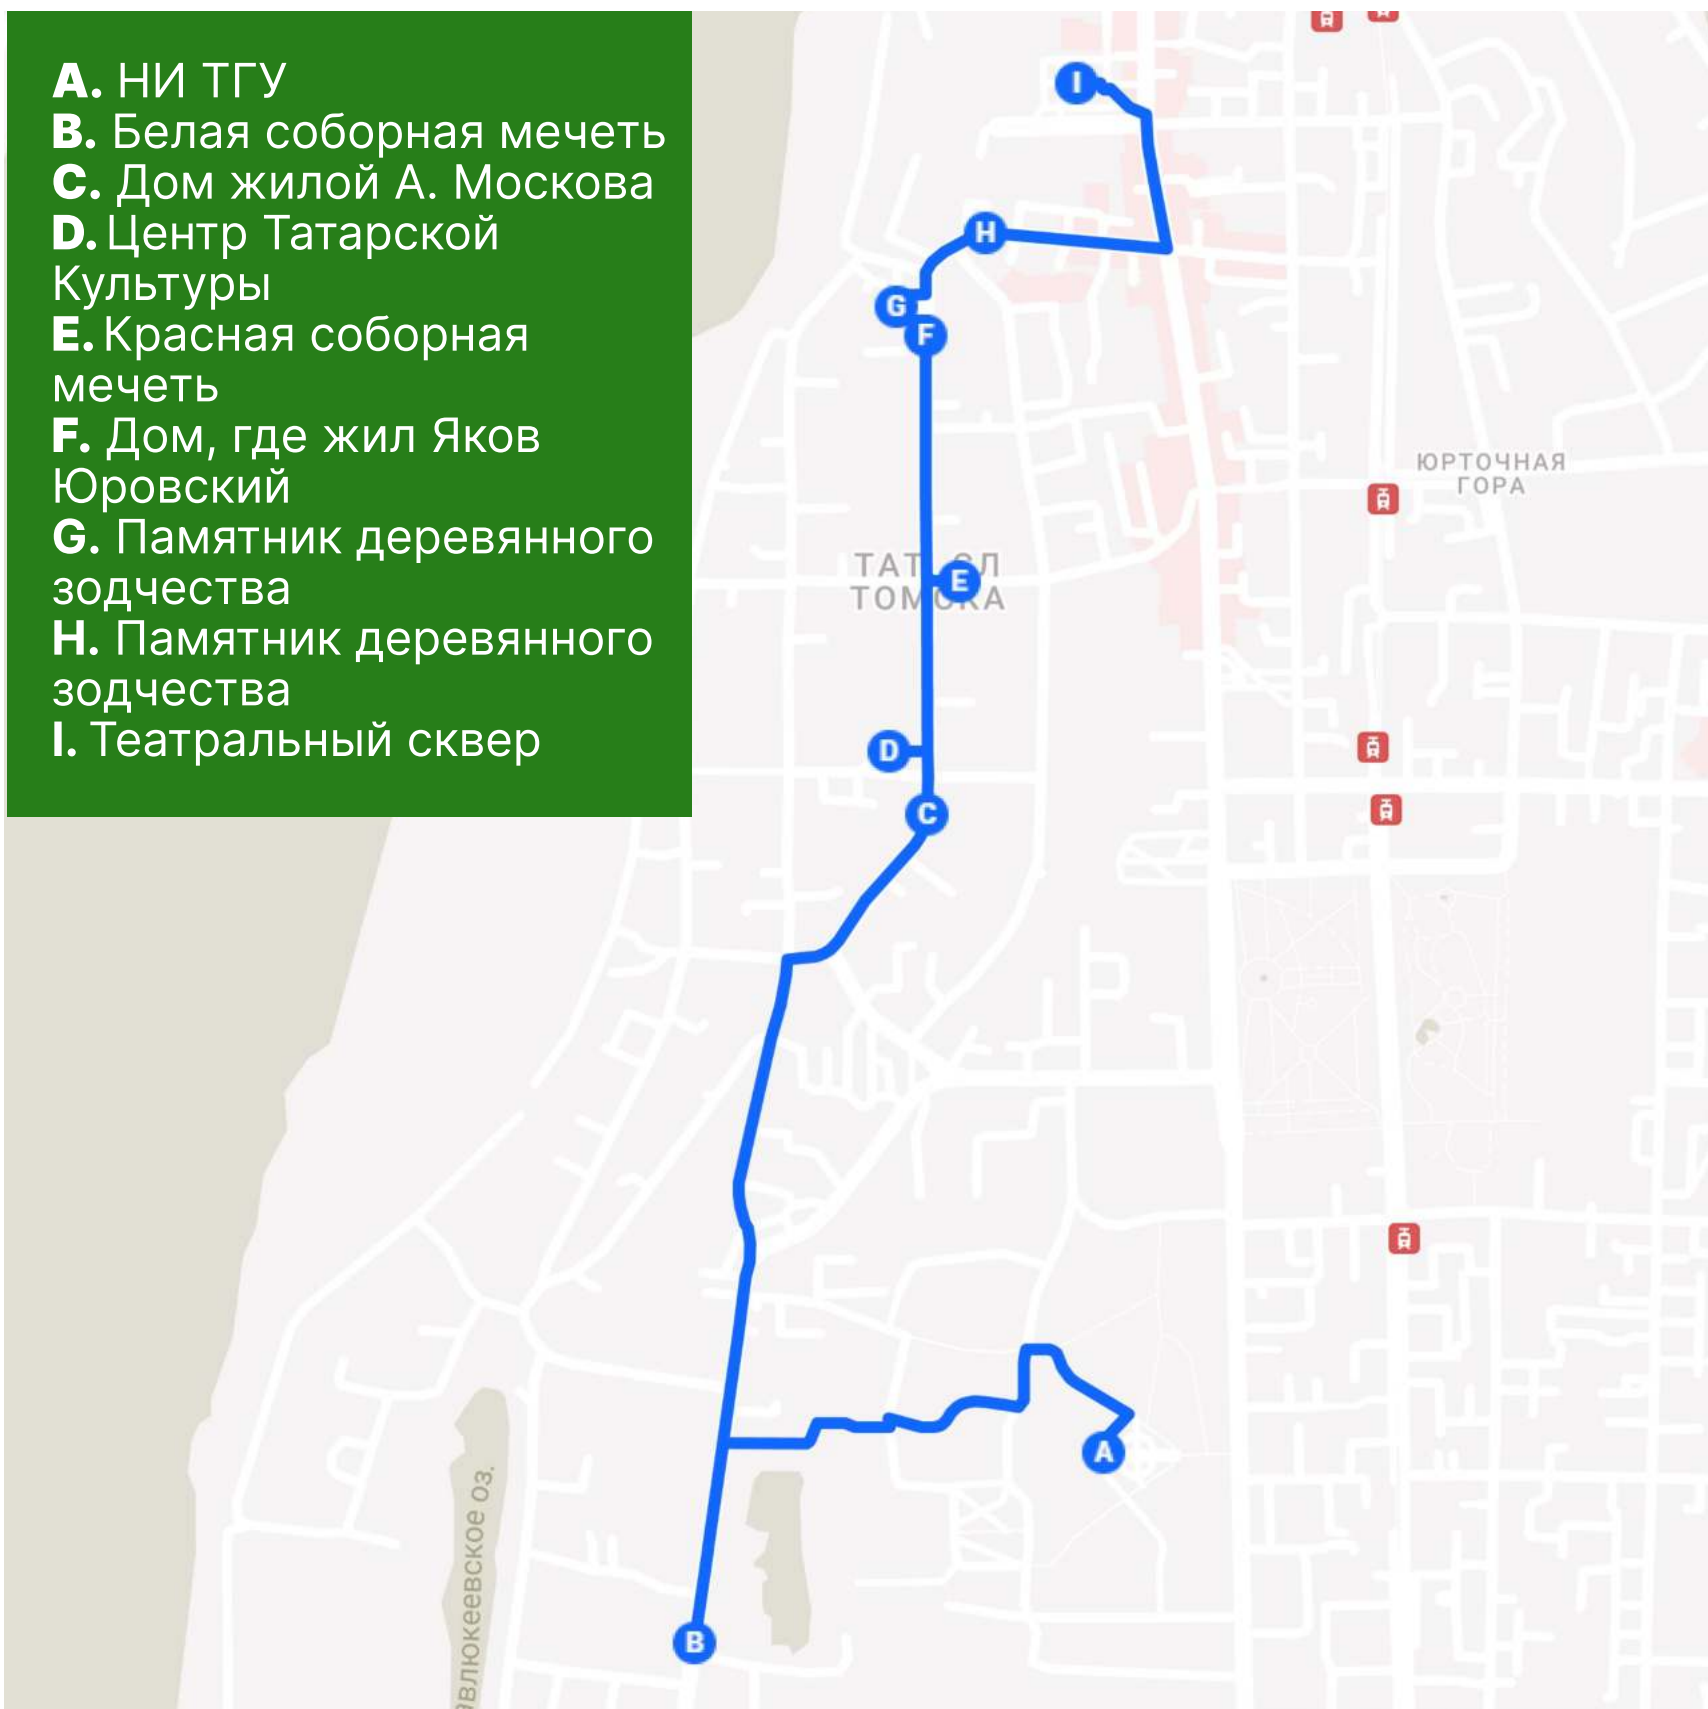 A. НИ ТГУ
B. Белая соборная мечеть
C. Дом жилой А. Москова
D. Центр Татарской
Культуры
E. Красная соборная
мечеть
F. Дом, где жил Яков
Юровский
G. Памятник деревянного
зодчества
H. Памятник деревянного
зодчества
I. Театральный сквер
I
H
G
F
ЮРТОЧНАЯ
ГОРА
E
D
C
A
B